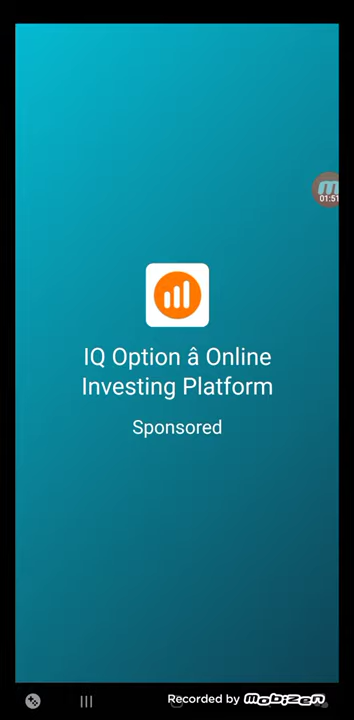 01:51
IQ Option â Online
Investing Platform
Sponsored
Recorded by mobizen